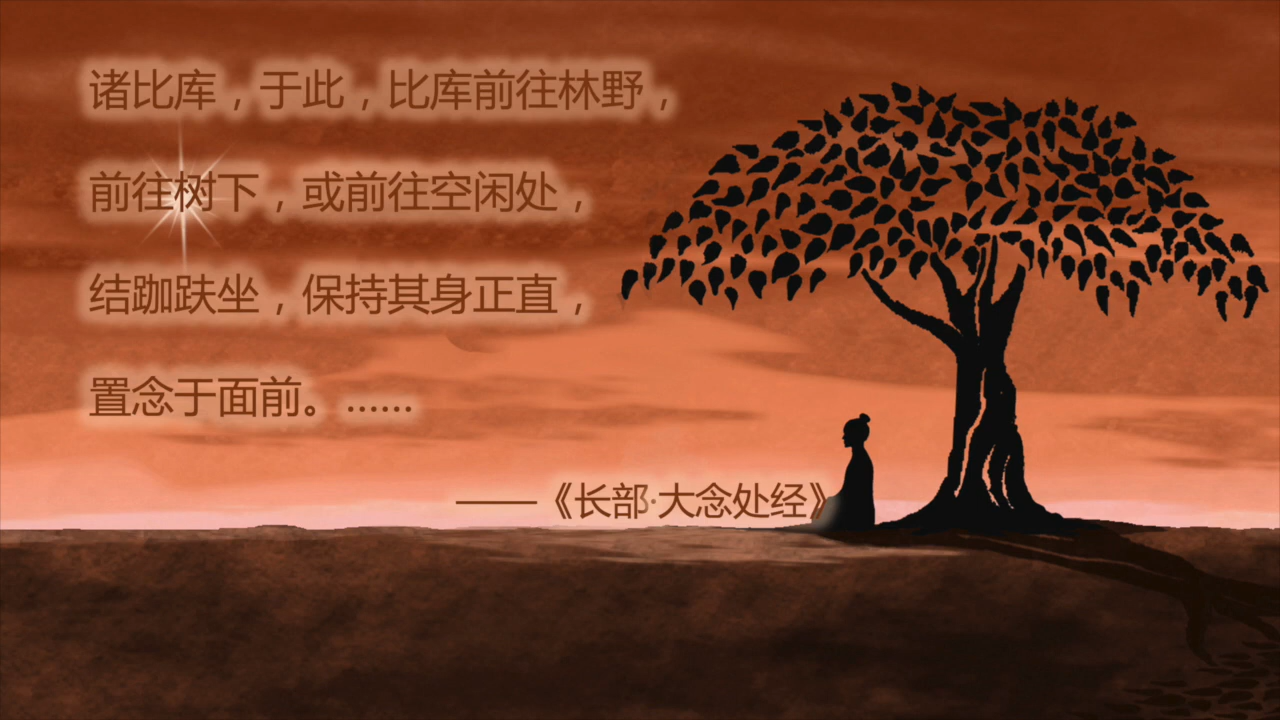 诸比库，于此，比库前往林野，
前往树下，或前往空闲处，
结跏趺坐，保持其身正直，
置念于面前。……
——《长部·大念处经》